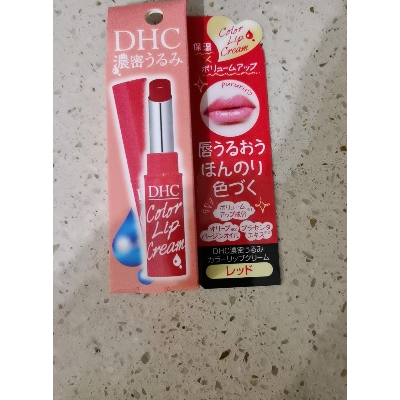 DHC
濃密うるみ
DHC
Color
Lip
Cream
Color
Lip
Cream
保湿
く
ボリュームアップ
Pururun
唇うるおう
ほんのり
色づく
ボリューム
アップ成分
オリーブ
バージンオイル
プラセンタ
エキス
DHC濃密うるみ
カラーリップクリーム
レッド